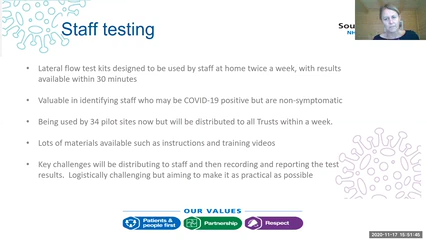 Staff testing
Sou
NH
• Lateral flow test kits designed to be used by staff at home twice a week, with results
available within 30 minutes
• Valuable in identifying staff who may be COVID-19 positive but are non-symptomatic
• Being used by 34 pilot sites now but will be distributed to all Trusts within a week.
• Lots of materials available such as instructions and training videos
• Key challenges will be distributing to staff and then recording and reporting the test
results. Logistically challenging but aiming to make it as practical as possible
OUR VALUES
Patients &
people first
Partnership
Respect
2020-11-17 15:51:45